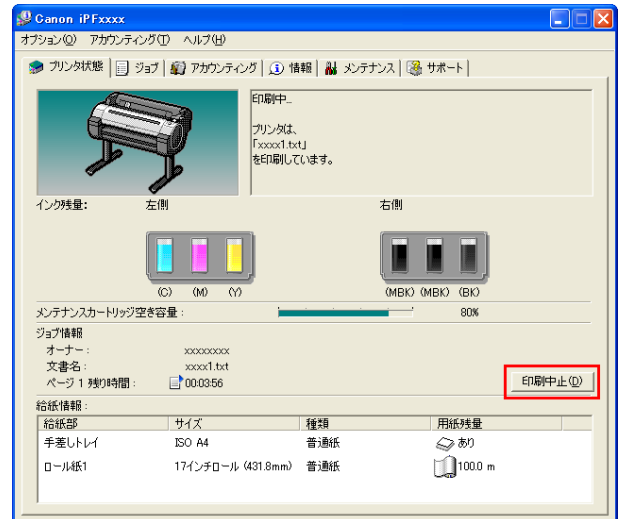 Canon iPFxxxx
オプション(O) アカウンティング(T) ヘルプ(H)
プリンタ状態 ジョブ アカウンティング 情報 メンテナンス サポート
印刷中...
プリンタは、
「xxxx1.txt」
を印刷しています。
インク残量: 左側 右側
(C) (M) (Y) (MBK) (MBK) (BK)
メンテナンスカートリッジ空き容量 : 80%
ジョブ情報
オーナー : xxxxxxxx
文書名 : xxxx1.txt
ページ 1 残り時間 : 00:03:56
印刷中止(D)
給紙情報 :
給紙部 サイズ 種類 用紙残量
手差しトレイ ISO A4 普通紙 あり
ロール紙1 17インチロール (431.8mm) 普通紙 100.0 m